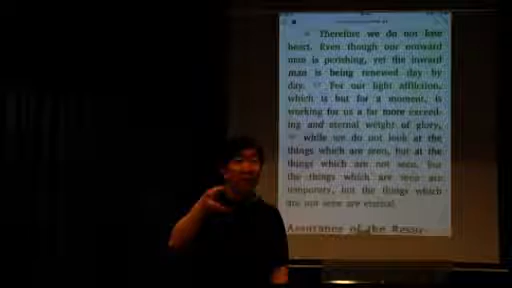 Therefore we do not lose
heart. Even though our outward
man is perishing, yet the inward
man is being renewed day by
day. For our light affliction,
which is but for a moment, is
working for us a far more exceed-
ing and eternal weight of glory,
while we do not look at the
things which are seen, but at the
things which are not seen. For
the things which are seen are
temporary, but the things which
are not seen are eternal.
Assurance of the Resur-